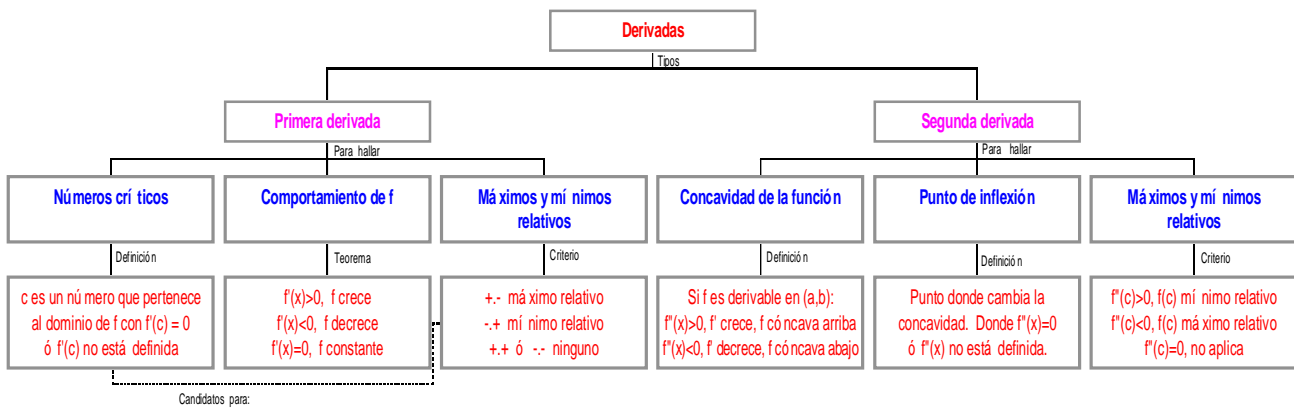 Derivadas
Tipos
Primera derivada
Segunda derivada
Para hallar
Para hallar
Números críticos
Comportamiento de f
Máximos y mínimos
relativos
Concavidad de la función
Punto de inflexión
Máximos y mínimos
relativos
Definición
Teorema
Criterio
Definición
Definición
Criterio
c es un número que pertenece
al dominio de f con f'(c) = 0
ó f'(c) no está definida
f'(x)>0, f crece
f'(x)<0, f decrece
f'(x)=0, f constante
+.- máximo relativo
-.+ mínimo relativo
+.+ ó -.- ninguno
Si f es derivable en (a,b):
f"(x)>0, f' crece, f cóncava arriba
f"(x)<0, f' decrece, f cóncava abajo
Punto donde cambia la
concavidad. Donde f"(x)=0
ó f"(x) no está definida.
f"(c)>0, f(c) mínimo relativo
f"(c)<0, f(c) máximo relativo
f"(c)=0, no aplica
Candidatos para: